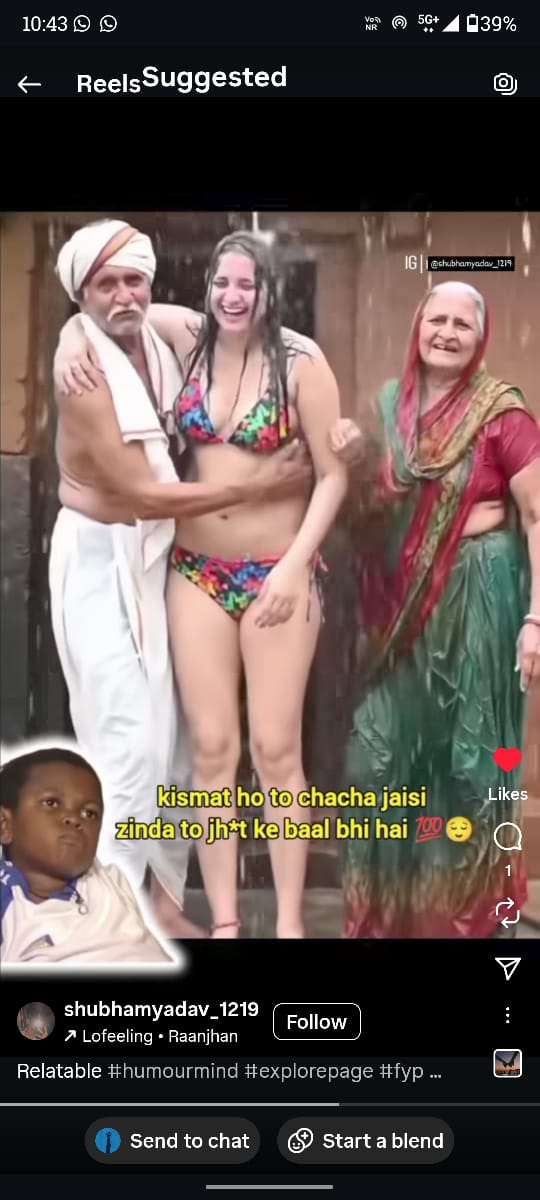 10:43
Vo NR 5G+ 39%
Reels Suggested
IG | @shubhamyadav_1219
kismat ho to chacha jaisi
zinda to jh*t ke baal bhi hai 💯😌
Likes
1
shubhamyadav_1219
Follow
Lofeeling • Raanjhan
Relatable #humourmind #explorepage #fyp ...
Send to chat
Start a blend